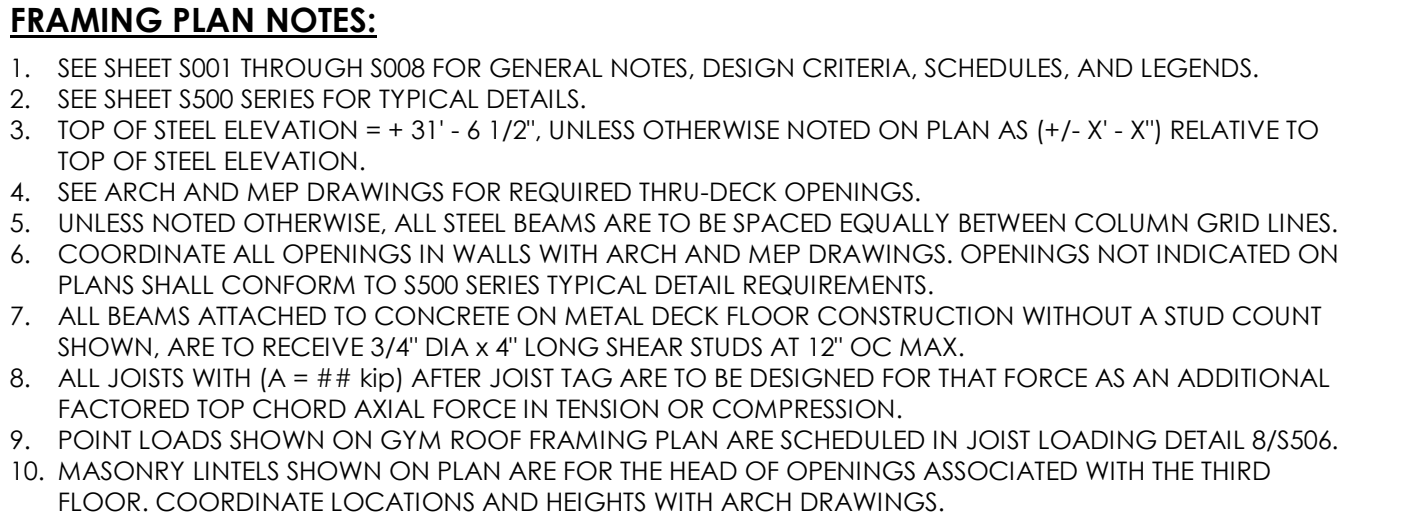 FRAMING PLAN NOTES:
1. SEE SHEET S001 THROUGH S008 FOR GENERAL NOTES, DESIGN CRITERIA, SCHEDULES, AND LEGENDS.
2. SEE SHEET S500 SERIES FOR TYPICAL DETAILS.
3. TOP OF STEEL ELEVATION = + 31' - 6 1/2", UNLESS OTHERWISE NOTED ON PLAN AS (+/- X' - X") RELATIVE TO
TOP OF STEEL ELEVATION.
4. SEE ARCH AND MEP DRAWINGS FOR REQUIRED THRU-DECK OPENINGS.
5. UNLESS NOTED OTHERWISE, ALL STEEL BEAMS ARE TO BE SPACED EQUALLY BETWEEN COLUMN GRID LINES.
6. COORDINATE ALL OPENINGS IN WALLS WITH ARCH AND MEP DRAWINGS. OPENINGS NOT INDICATED ON
PLANS SHALL CONFORM TO S500 SERIES TYPICAL DETAIL REQUIREMENTS.
7. ALL BEAMS ATTACHED TO CONCRETE ON METAL DECK FLOOR CONSTRUCTION WITHOUT A STUD COUNT
SHOWN, ARE TO RECEIVE 3/4" DIA x 4" LONG SHEAR STUDS AT 12" OC MAX.
8. ALL JOISTS WITH (A = ## kip) AFTER JOIST TAG ARE TO BE DESIGNED FOR THAT FORCE AS AN ADDITIONAL
FACTORED TOP CHORD AXIAL FORCE IN TENSION OR COMPRESSION.
9. POINT LOADS SHOWN ON GYM ROOF FRAMING PLAN ARE SCHEDULED IN JOIST LOADING DETAIL 8/S506.
10. MASONRY LINTELS SHOWN ON PLAN ARE FOR THE HEAD OF OPENINGS ASSOCIATED WITH THE THIRD
FLOOR. COORDINATE LOCATIONS AND HEIGHTS WITH ARCH DRAWINGS.